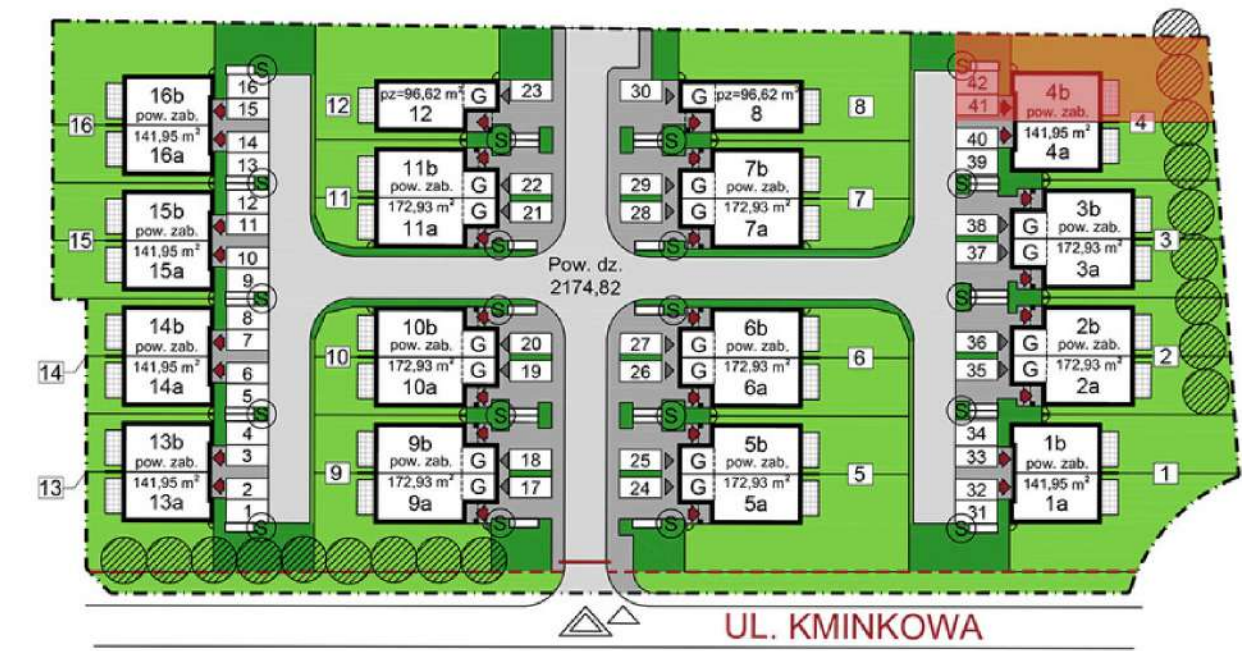 16b
pow. zab.
141,95 m²
16a
16
15b
pow. zab.
141,95 m²
15a
15
14b
pow. zab.
141,95 m²
14a
14
13b
pow. zab.
141,95 m²
13a
13
S
16
15
14
13
S
12
11
10
9
S
8
7
6
5
S
4
3
2
1
S
12
pz=96,62 m²
12
G
23
S
11
11b
pow. zab.
172,93 m²
11a
G
G
22
21
S
10
S
10b
pow. zab.
172,93 m²
10a
G
G
20
19
S
9
9b
pow. zab.
172,93 m²
9a
G
G
18
17
S
Pow. dz.
2174,82
30
G
pz=96,62 m²
8
8
S
29
28
G
G
7b
pow. zab.
172,93 m²
7a
7
S
S
27
26
G
G
6b
pow. zab.
172,93 m²
6a
6
S
25
24
G
G
5b
pow. zab.
172,93 m²
5a
5
S
S
42
41
40
39
4b
pow. zab.
141,95 m²
4a
4
S
38
37
G
G
3b
pow. zab.
172,93 m²
3a
3
S
36
35
G
G
2b
pow. zab.
172,93 m²
2a
2
S
34
33
32
31
1b
pow. zab.
141,95 m²
1a
1
S
UL. KMINKOWA